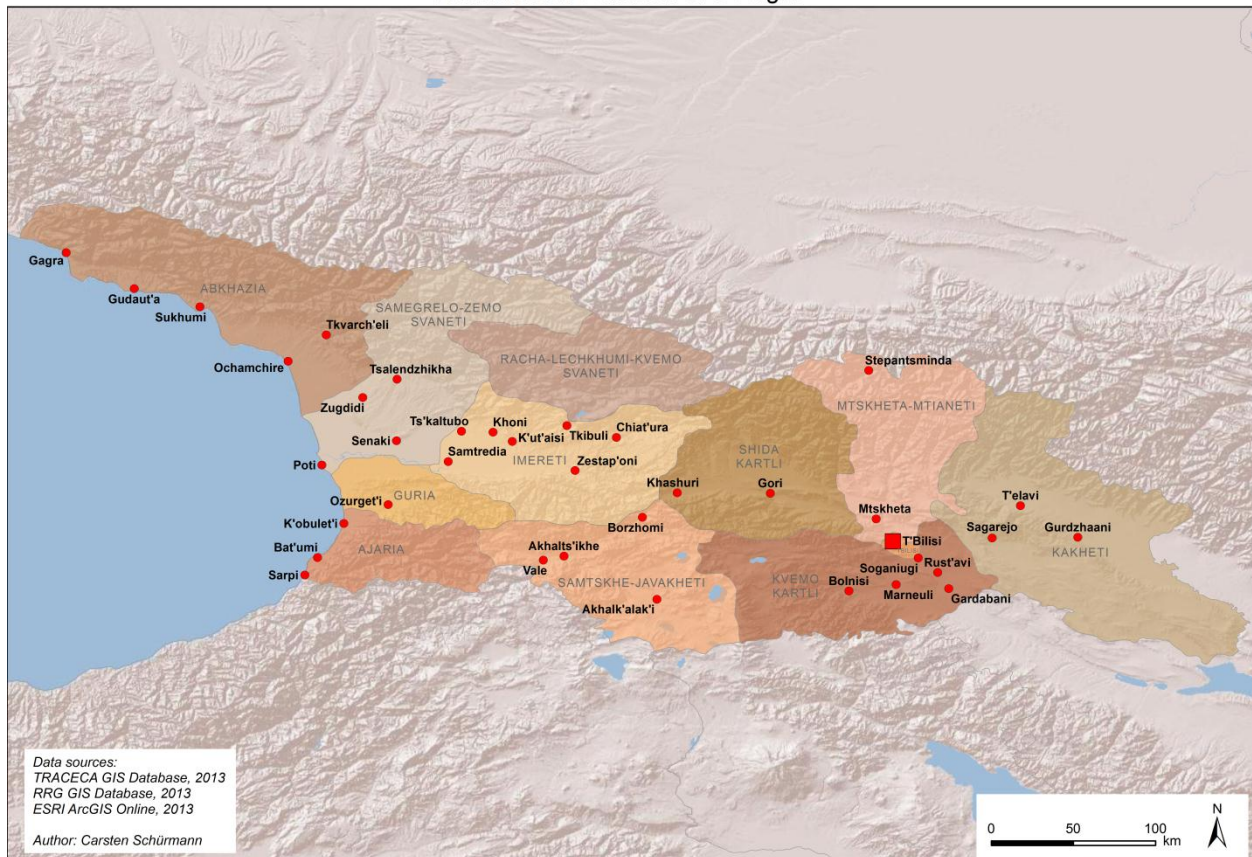 Gagra
ABKHAZIA
Gudaut'a
Sukhumi
SAMEGRELO-ZEMO
SVANETI
Tkvarch'eli
Ochamchire
RACHA-LECHKHUMI-KVEMO
SVANETI
Stepantsminda
Tsalendzhikha
Zugdidi
MTSKHETA-MTIANETI
Ts'kaltubo
Khoni
K'ut'aisi
Tkibuli
Chiat'ura
Senaki
Samtredia
IMERETI
Zestap'oni
SHIDA
KARTLI
Poti
Khashuri
Gori
Ozurget'i
GURIA
T'elavi
K'obulet'i
Borzhomi
Mtskheta
Sagarejo
Gurdzhaani
KAKHETI
Bat'umi
AJARIA
Akhalts'ikhe
T'Bilisi
Sarpi
Vale
SAMTSKHE-JAVAKHETI
KVEMO
KARTLI
Soganiugi
Rust'avi
Bolnisi
Marneuli
Gardabani
Akhalk'alak'i
Data sources:
TRACECA GIS Database, 2013
RRG GIS Database, 2013
ESRI ArcGIS Online, 2013
Author: Carsten Schürmann
N
0 50 100
km